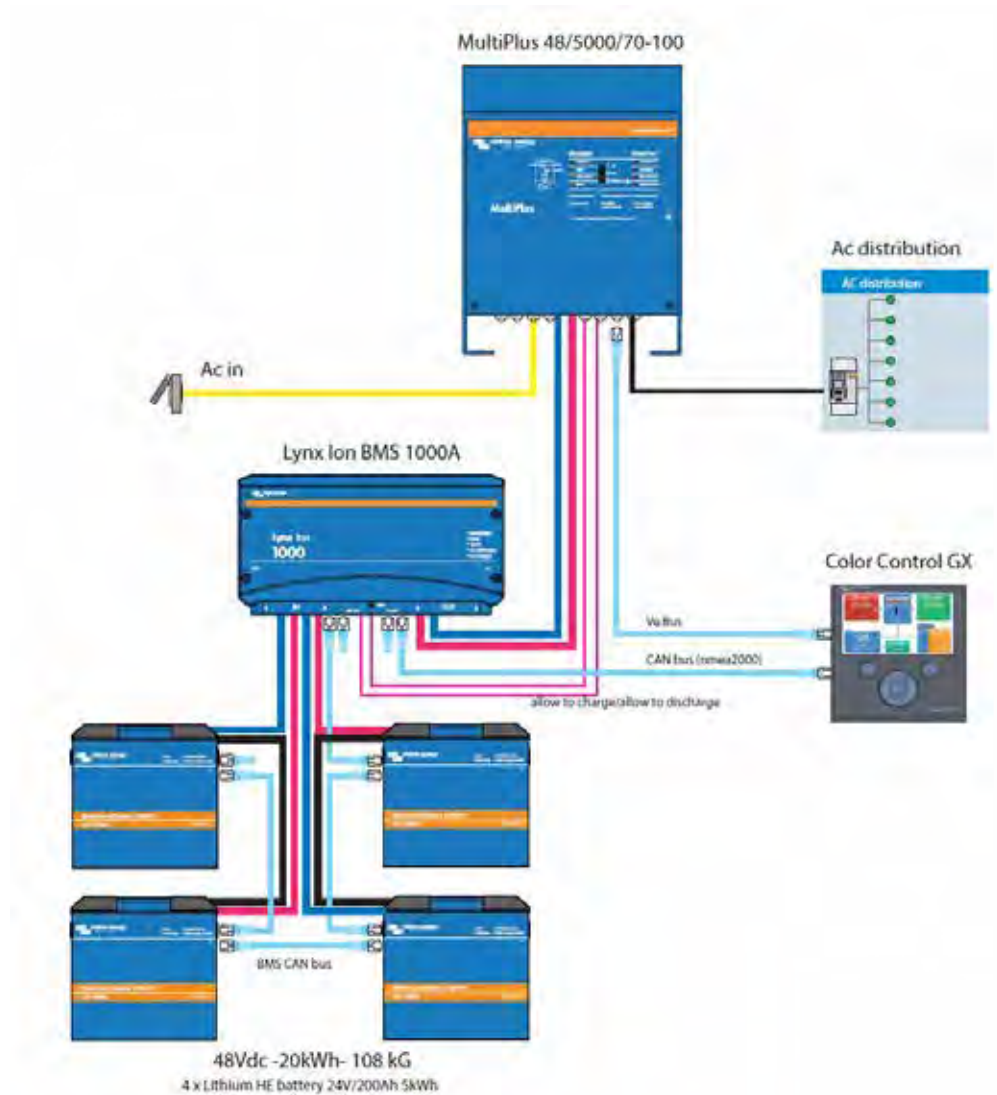 MultiPlus 48/5000/70-100
MultiPlus
Ac distribution
AC distribution
Ac in
Lynx Ion BMS 1000A
Lynx Ion
1000
Color Control GX
Ve Bus
CAN bus (nmea2000)
allow to charge/allow to discharge
BMS CAN bus
48Vdc -20kWh- 108 kG
4 x Lithium HE battery 24V/200Ah 5kWh